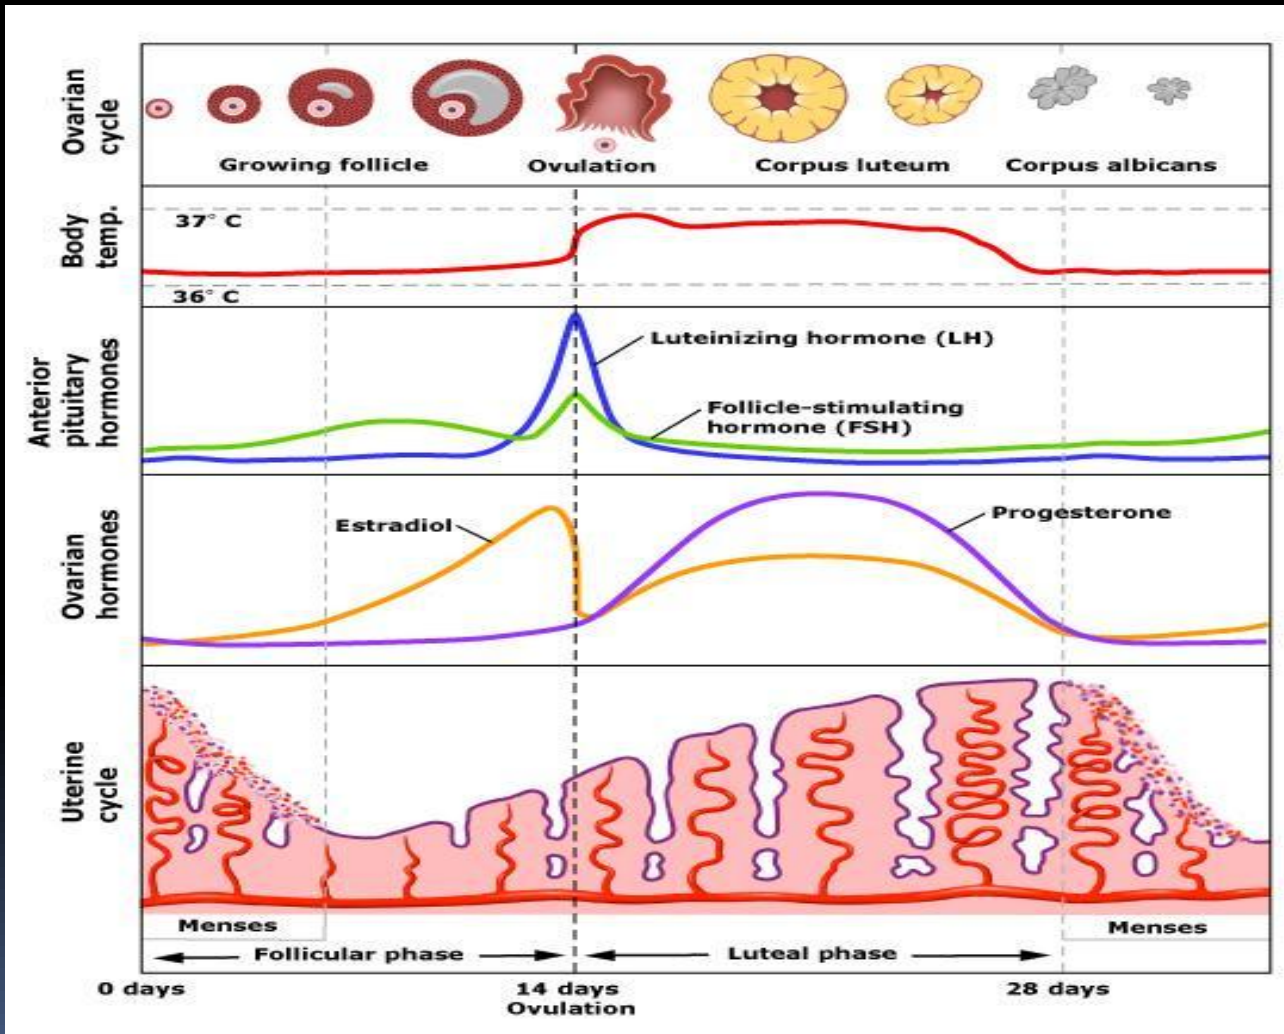 Ovarian
cycle
Growing follicle
Ovulation
Corpus luteum
Corpus albicans
Body
temp.
37° C
36° C
Anterior
pituitary
hormones
Luteinizing hormone (LH)
Follicle-stimulating
hormone (FSH)
Ovarian
hormones
Estradiol
Progesterone
Uterine
cycle
Menses
Menses
Follicular phase
Luteal phase
0 days
14 days
Ovulation
28 days